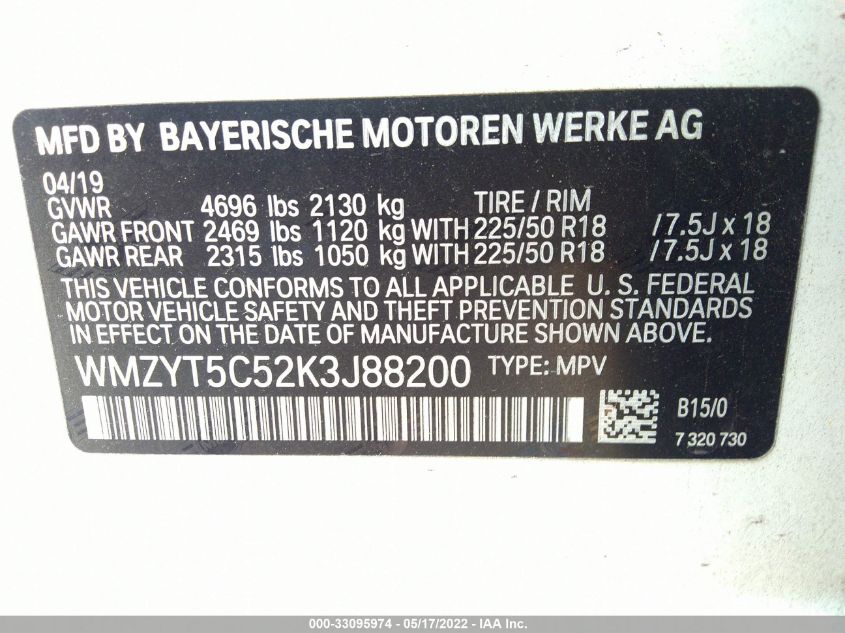 MFD BY BAYERISCHE MOTOREN WERKE AG
04/19
GVWR 4696 lbs 2130 kg TIRE / RIM
GAWR FRONT 2469 lbs 1120 kg WITH 225/50 R18 / 7.5J x 18
GAWR REAR 2315 lbs 1050 kg WITH 225/50 R18 / 7.5J x 18
THIS VEHICLE CONFORMS TO ALL APPLICABLE U. S. FEDERAL
MOTOR VEHICLE SAFETY AND THEFT PREVENTION STANDARDS
IN EFFECT ON THE DATE OF MANUFACTURE SHOWN ABOVE.
WMZYT5C52K3J88200 TYPE: MPV
B15/0
7 320 730
000-33095974 - 05/17/2022 - IAA Inc.